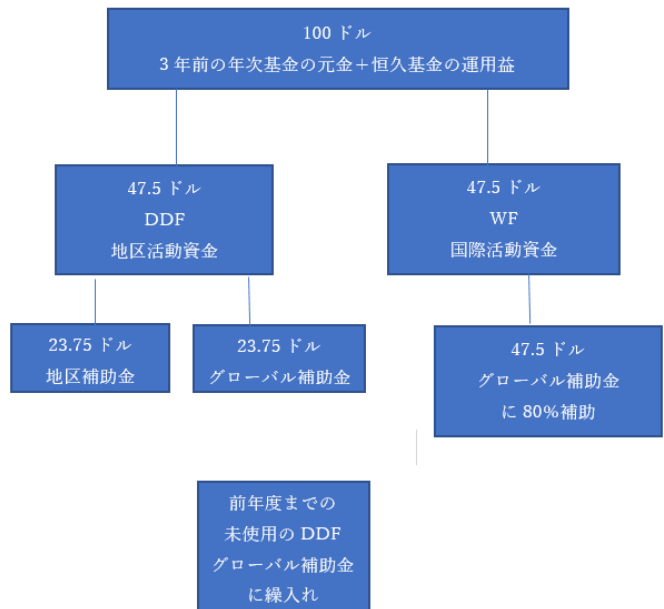 100 ドル
3 年前の年次基金の元金＋恒久基金の運用益
47.5 ドル
DDF
地区活動資金
47.5 ドル
WF
国際活動資金
23.75 ドル
地区補助金
23.75 ドル
グローバル補助金
47.5 ドル
グローバル補助金
に 80%補助
前年度までの
未使用の DDF
グローバル補助金
に繰入れ